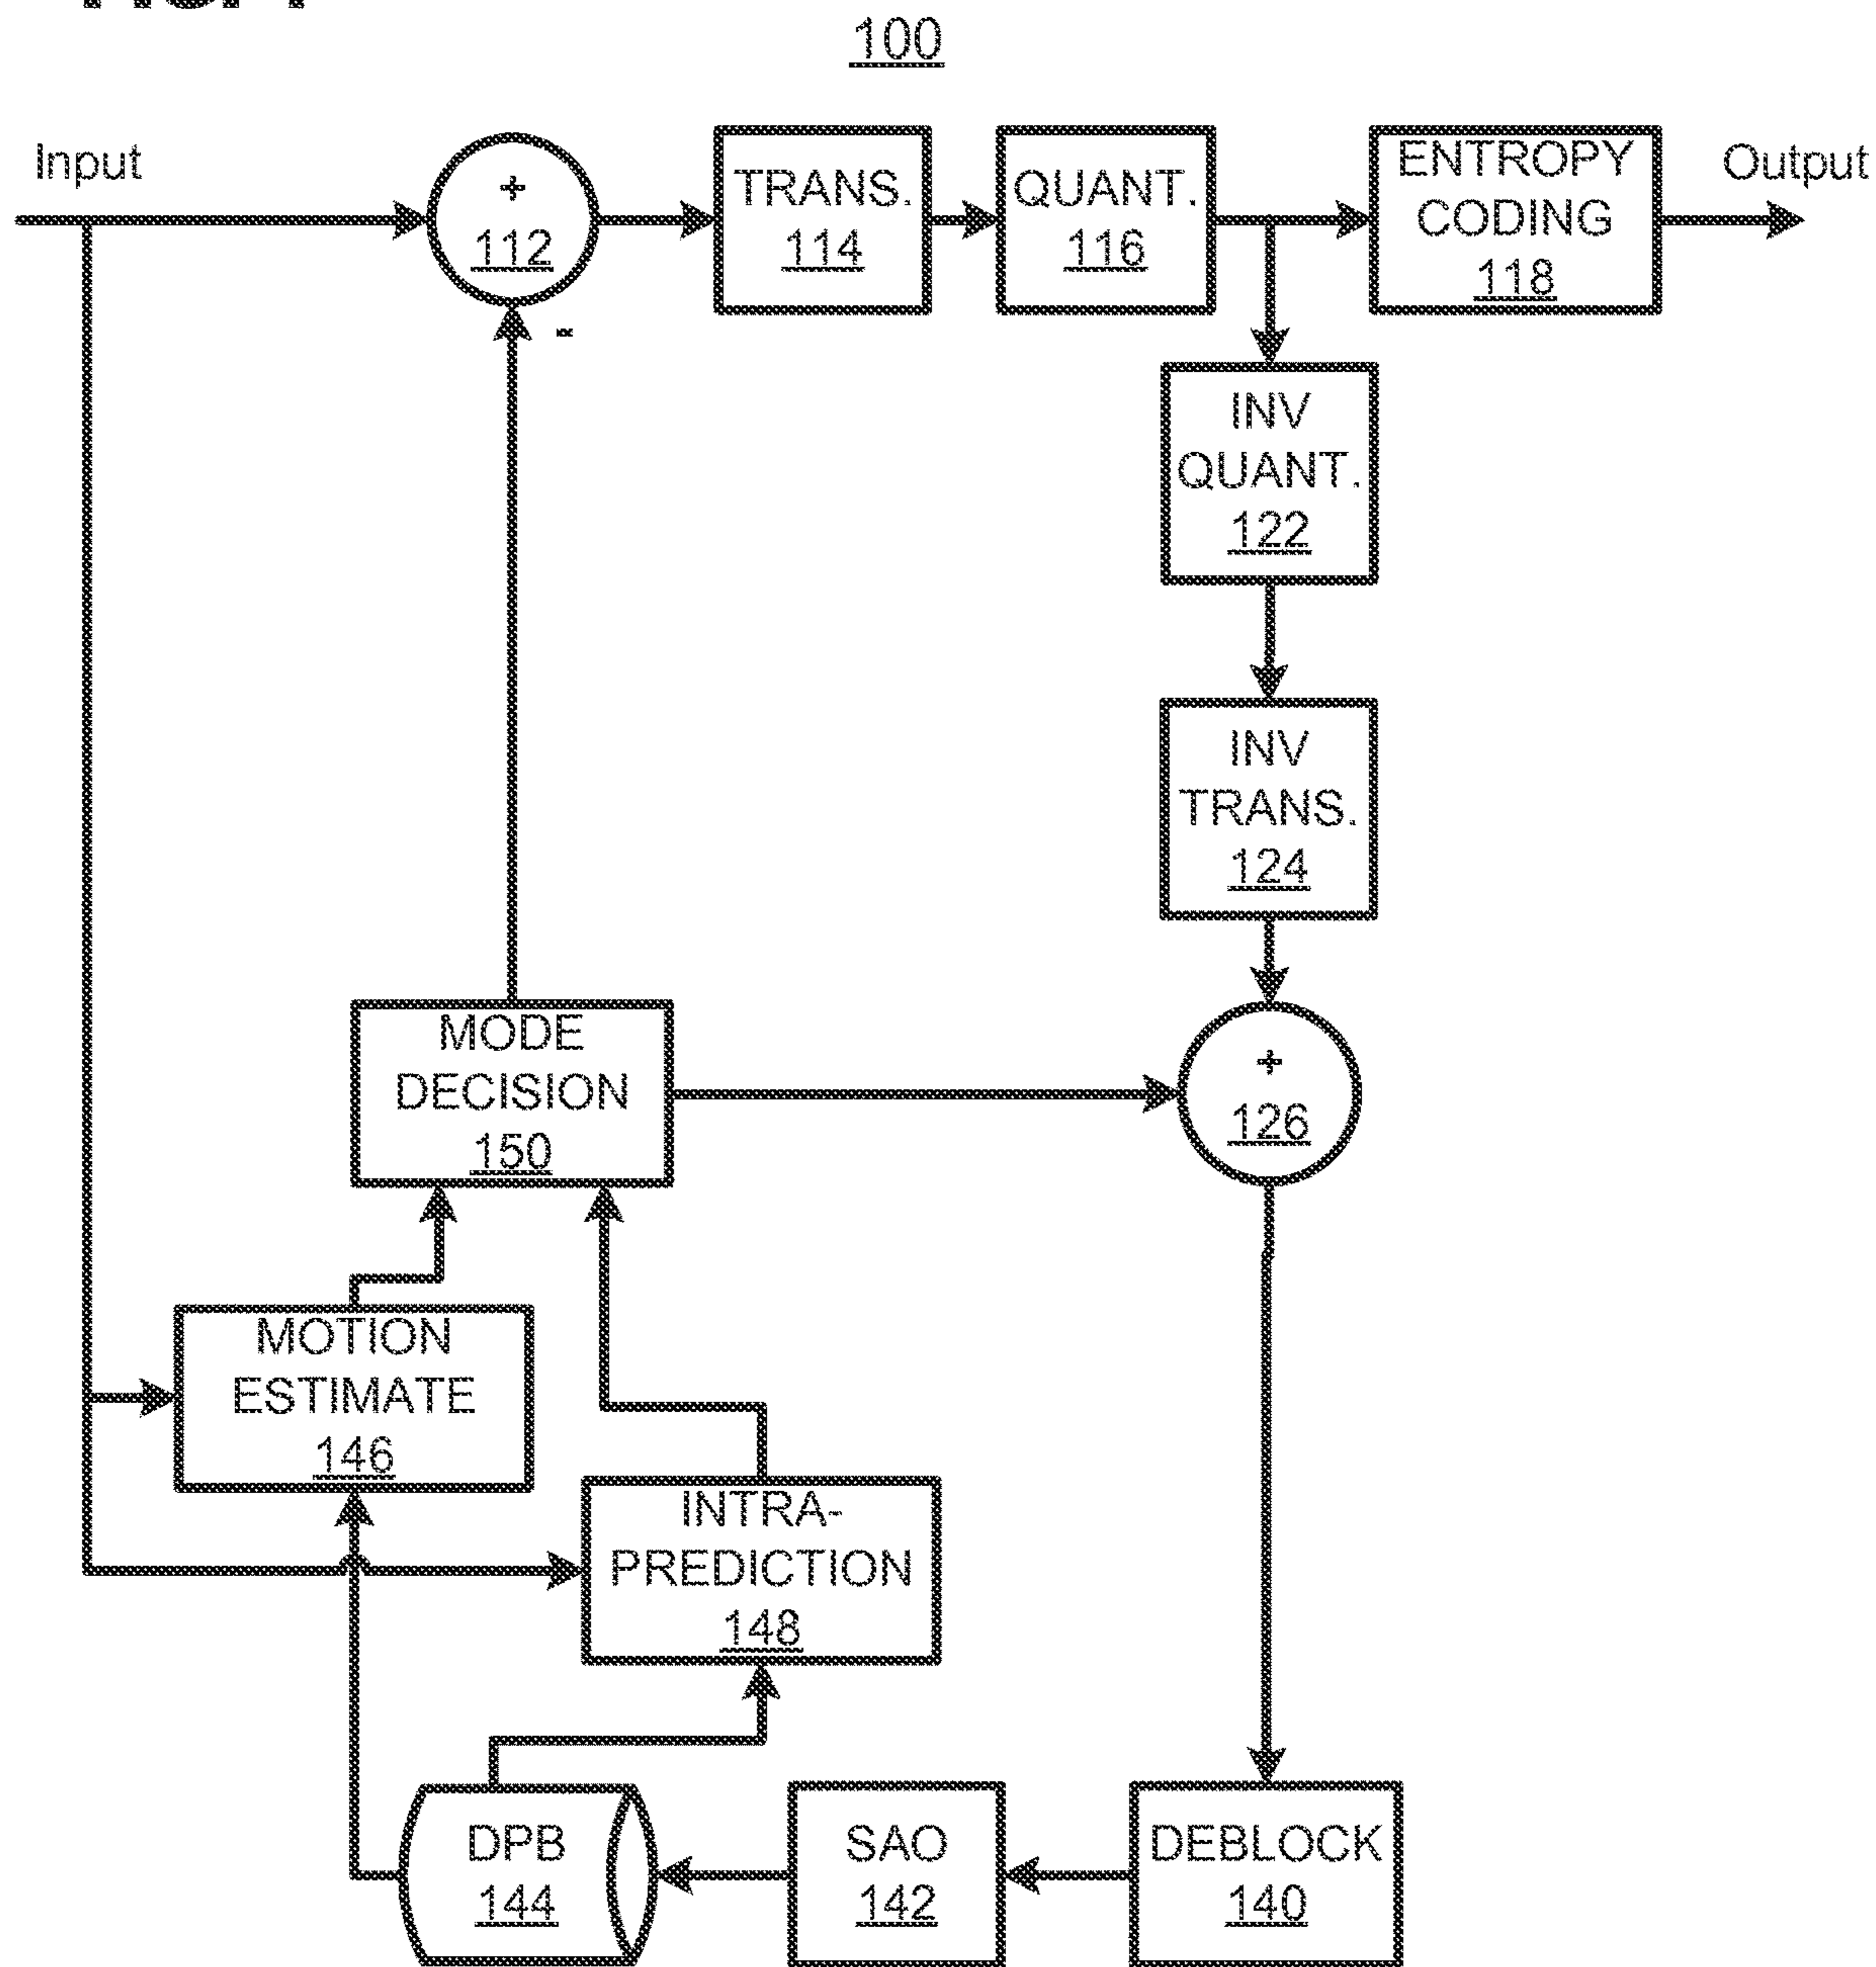 100
Input
+
112
TRANS.
114
QUANT.
116
ENTROPY
CODING
118
Output
-
INV
QUANT.
122
INV
TRANS.
124
MODE
DECISION
150
+
126
MOTION
ESTIMATE
146
INTRA-
PREDICTION
148
DPB
144
SAO
142
DEBLOCK
140